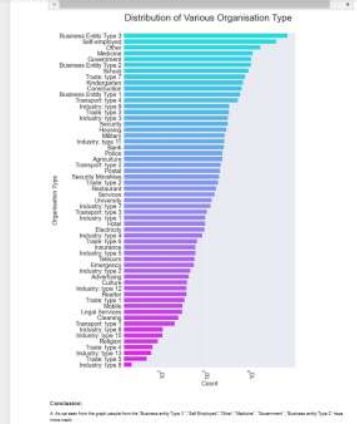 Distribution of Various Organisation Type
Business Entity Type 3
Self-employed
Other
Medicine
Government
Business Entity Type 2
School
Trade: type 7
Kindergarten
Construction
Business Entity Type 1
Transport: type 4
Industry: type 9
Industry: type 3
Security
Housing
Military
Industry: type 11
Bank
Police
Agriculture
Transport: type 2
Postal
Security Ministries
Trade: type 2
Restaurant
Services
University
Industry: type 7
Transport: type 3
Industry: type 1
Hotel
Electricity
Industry: type 4
Trade: type 6
Insurance
Industry: type 5
Telecom
Emergency
Industry: type 2
Advertising
Culture
Industry: type 12
Realtor
Trade: type 1
Mobile
Legal Services
Cleaning
Transport: type 1
Industry: type 6
Industry: type 10
Religion
Trade: type 4
Industry: type 13
Trade: type 5
Industry: type 8
Organisation Type
Count
Conclusion: